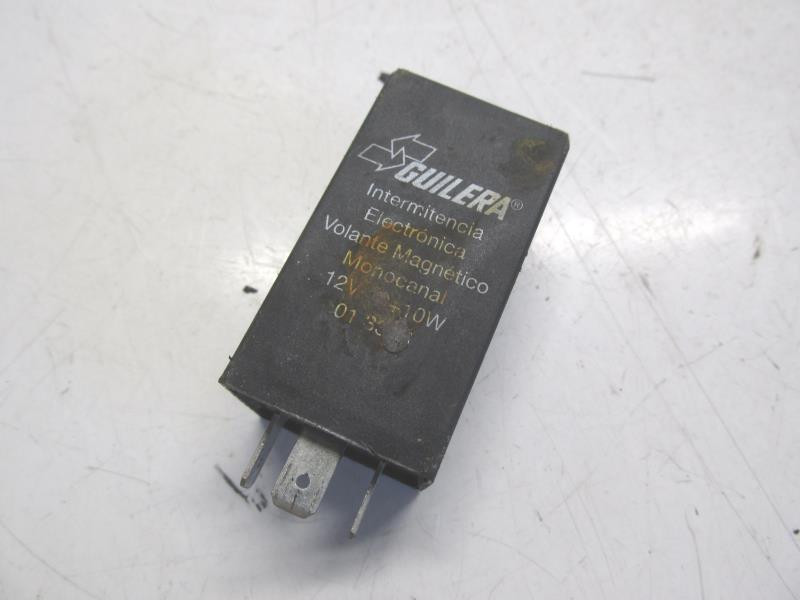 GUILERA®
Intermitencia
Electrónica
Volante Magnético
Monocanal
12V +10W
01